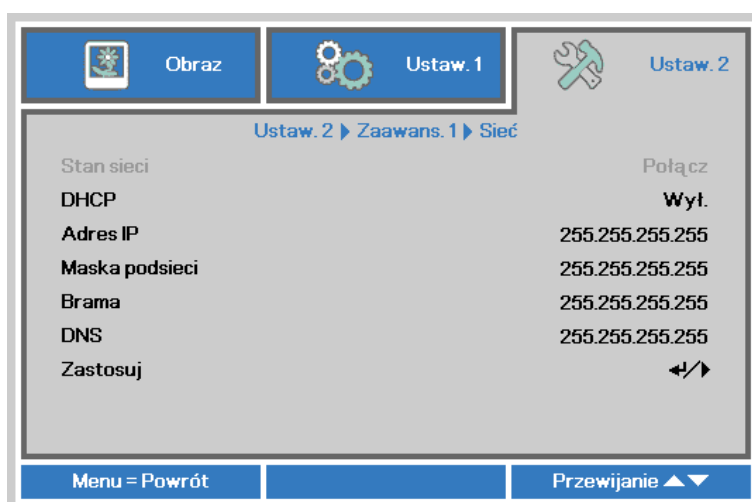 Obraz Ustaw. 1 Ustaw. 2
Ustaw. 2 Zaawans. 1 Sieć
Stan sieci Połącz
DHCP Wył.
Adres IP 255.255.255.255
Maska podsieci 255.255.255.255
Brama 255.255.255.255
DNS 255.255.255.255
Zastosuj
Menu = Powrót Przewijanie